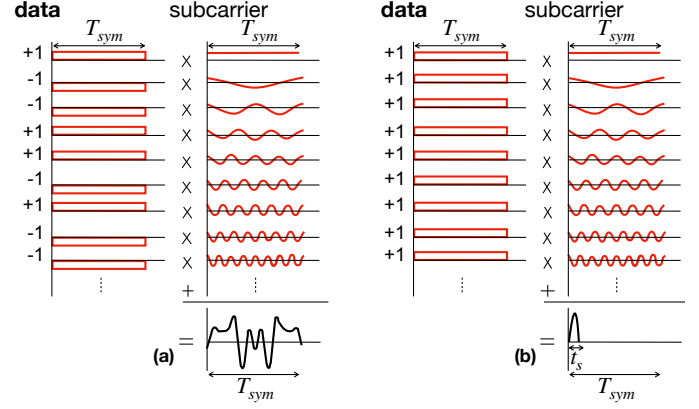 data subcarrier
T_sym T_sym
+1 X
-1 X
-1 X
+1 X
+1 X
-1 X
+1 X
-1 X
-1 X
⋮ + ⋮
(a) =
T_sym
data subcarrier
T_sym T_sym
+1 X
+1 X
+1 X
+1 X
+1 X
+1 X
+1 X
+1 X
+1 X
⋮ + ⋮
(b) = t_s
T_sym